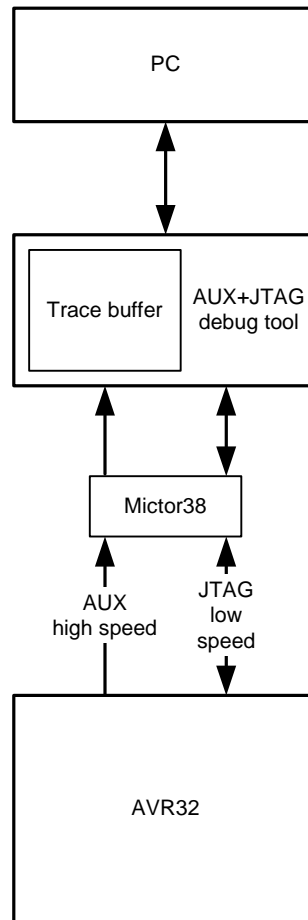 PC
Trace buffer
AUX+JTAG
debug tool
Mictor38
AUX
high speed
JTAG
low
speed
AVR32